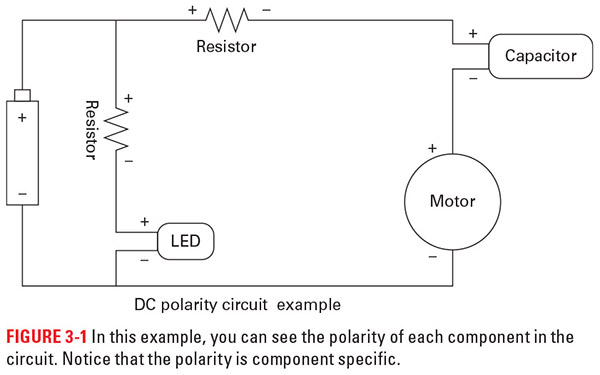 + −
Resistor
+
Capacitor
−
+
−
+
Resistor
−
+
LED
−
+
Motor
−
DC polarity circuit example
FIGURE 3-1 In this example, you can see the polarity of each component in the
circuit. Notice that the polarity is component specific.